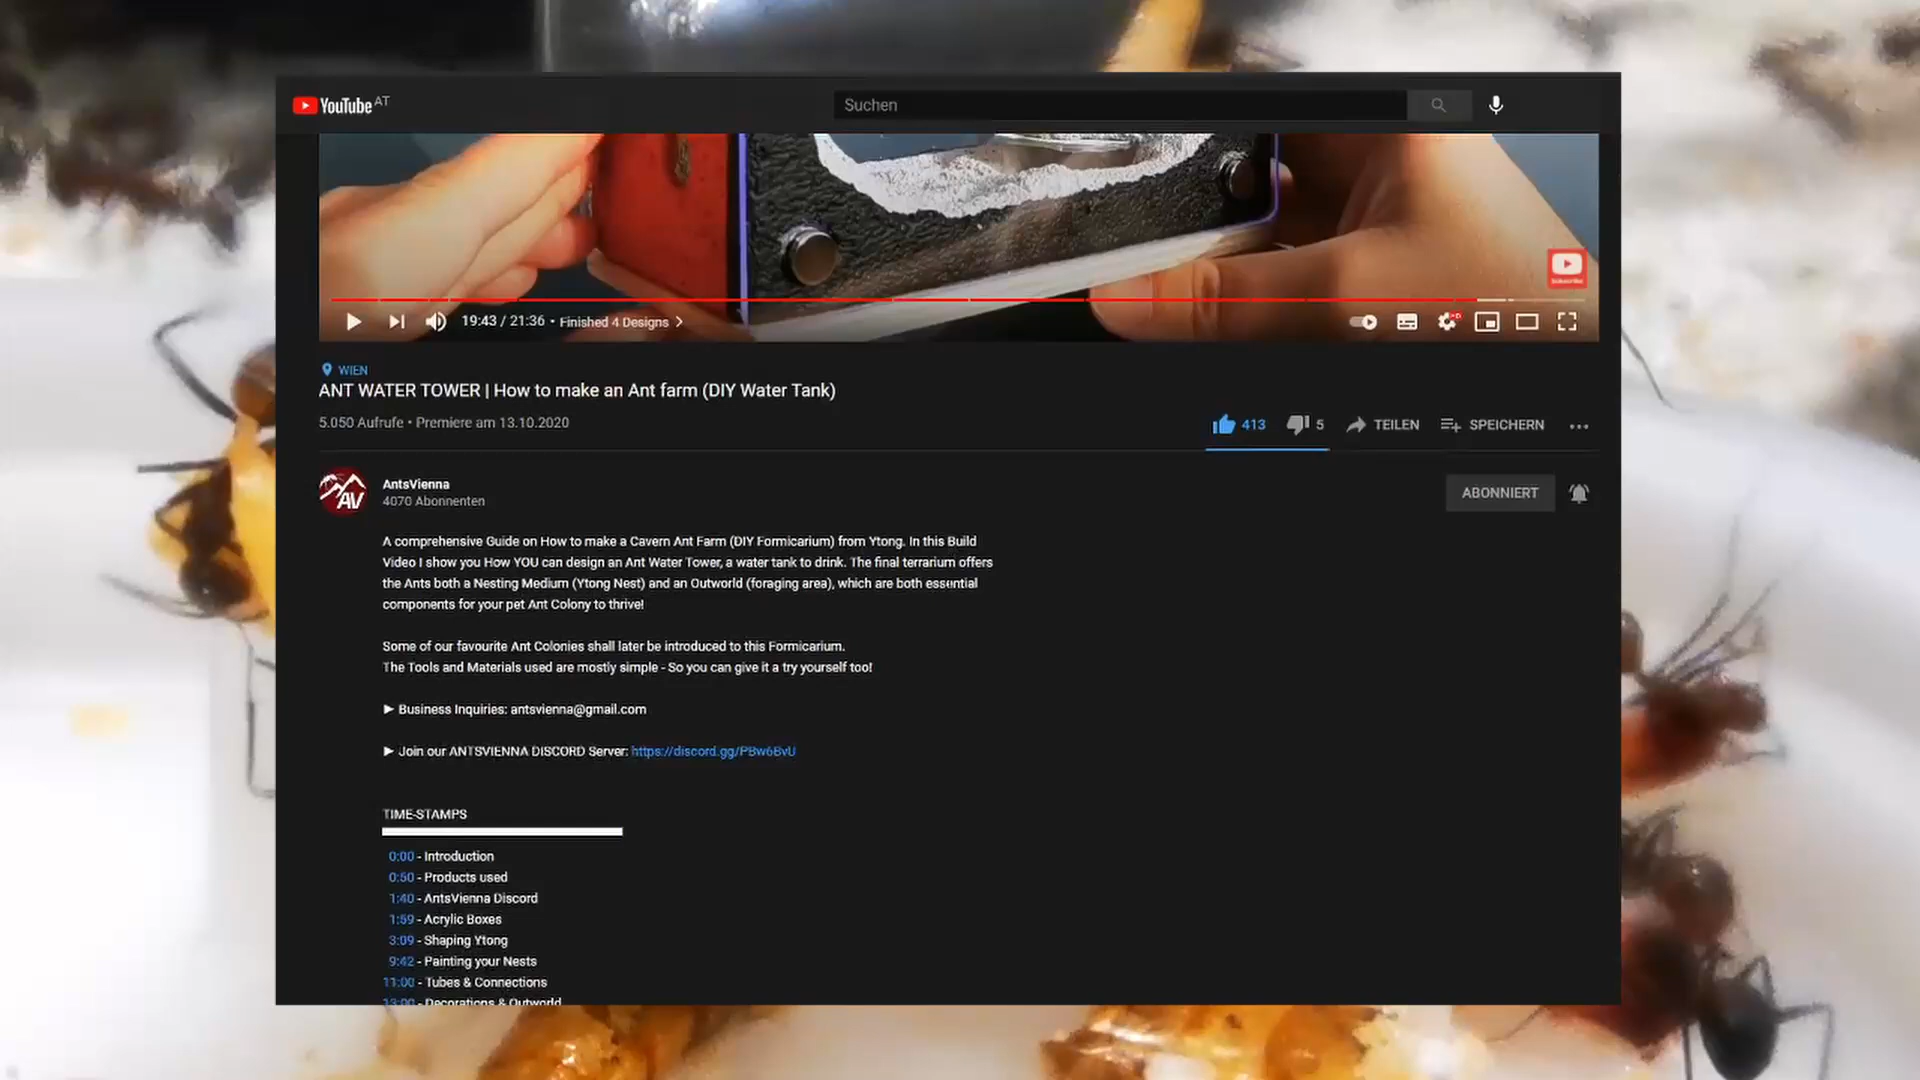 YouTube AT
Suchen
Subscribe
19:43 / 21:36 • Finished 4 Designs
HD
WIEN
ANT WATER TOWER | How to make an Ant farm (DIY Water Tank)
5.050 Aufrufe • Premiere am 13.10.2020
413
5
TEILEN
SPEICHERN
AV
AntsVienna
4070 Abonnenten
ABONNIERT
A comprehensive Guide on How to make a Cavern Ant Farm (DIY Formicarium) from Ytong. In this Build
Video I show you How YOU can design an Ant Water Tower, a water tank to drink. The final terrarium offers
the Ants both a Nesting Medium (Ytong Nest) and an Outworld (foraging area), which are both essential
components for your pet Ant Colony to thrive!
Some of our favourite Ant Colonies shall later be introduced to this Formicarium.
The Tools and Materials used are mostly simple - So you can give it a try yourself too!
► Business Inquiries: antsvienna@gmail.com
► Join our ANTSVIENNA DISCORD Server: https://discord.gg/PBw6BvU
TIME-STAMPS
0:00 - Introduction
0:50 - Products used
1:40 - AntsVienna Discord
1:59 - Acrylic Boxes
3:09 - Shaping Ytong
9:42 - Painting your Nests
11:00 - Tubes & Connections
13:00 - Decorations & Outworld